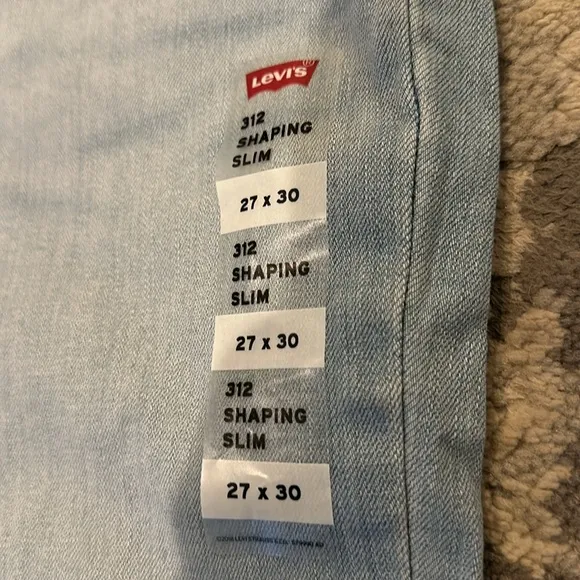 Levi's®
312
SHAPING
SLIM
27 x 30
312
SHAPING
SLIM
27 x 30
312
SHAPING
SLIM
27 x 30